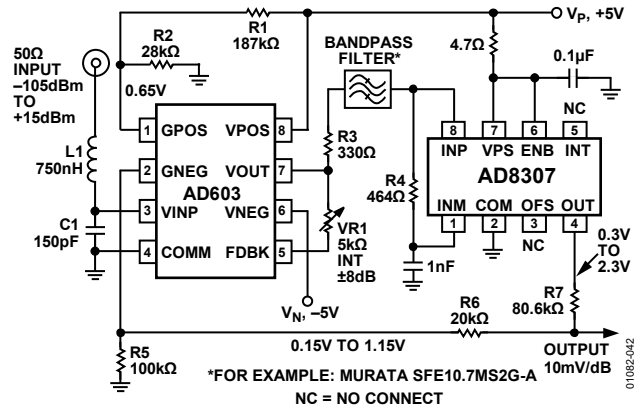 V_P, +5V
R1
187kΩ
R2
28kΩ
50Ω
INPUT
–105dBm
TO
+15dBm
0.65V
BANDPASS
FILTER*
4.7Ω
0.1µF
NC
L1
750nH
C1
150pF
1 GPOS VPOS 8
2 GNEG VOUT 7
AD603
3 VINP VNEG 6
4 COMM FDBK 5
R3
330Ω
VR1
5kΩ
INT
±8dB
V_N, –5V
R4
464Ω
1nF
8 7 6 5
INP VPS ENB INT
AD8307
INM COM OFS OUT
1 2 3 4
NC
0.3V
TO
2.3V
R7
80.6kΩ
R6
20kΩ
R5
100kΩ
0.15V TO 1.15V
OUTPUT
10mV/dB
*FOR EXAMPLE: MURATA SFE10.7MS2G-A
NC = NO CONNECT
01082-042